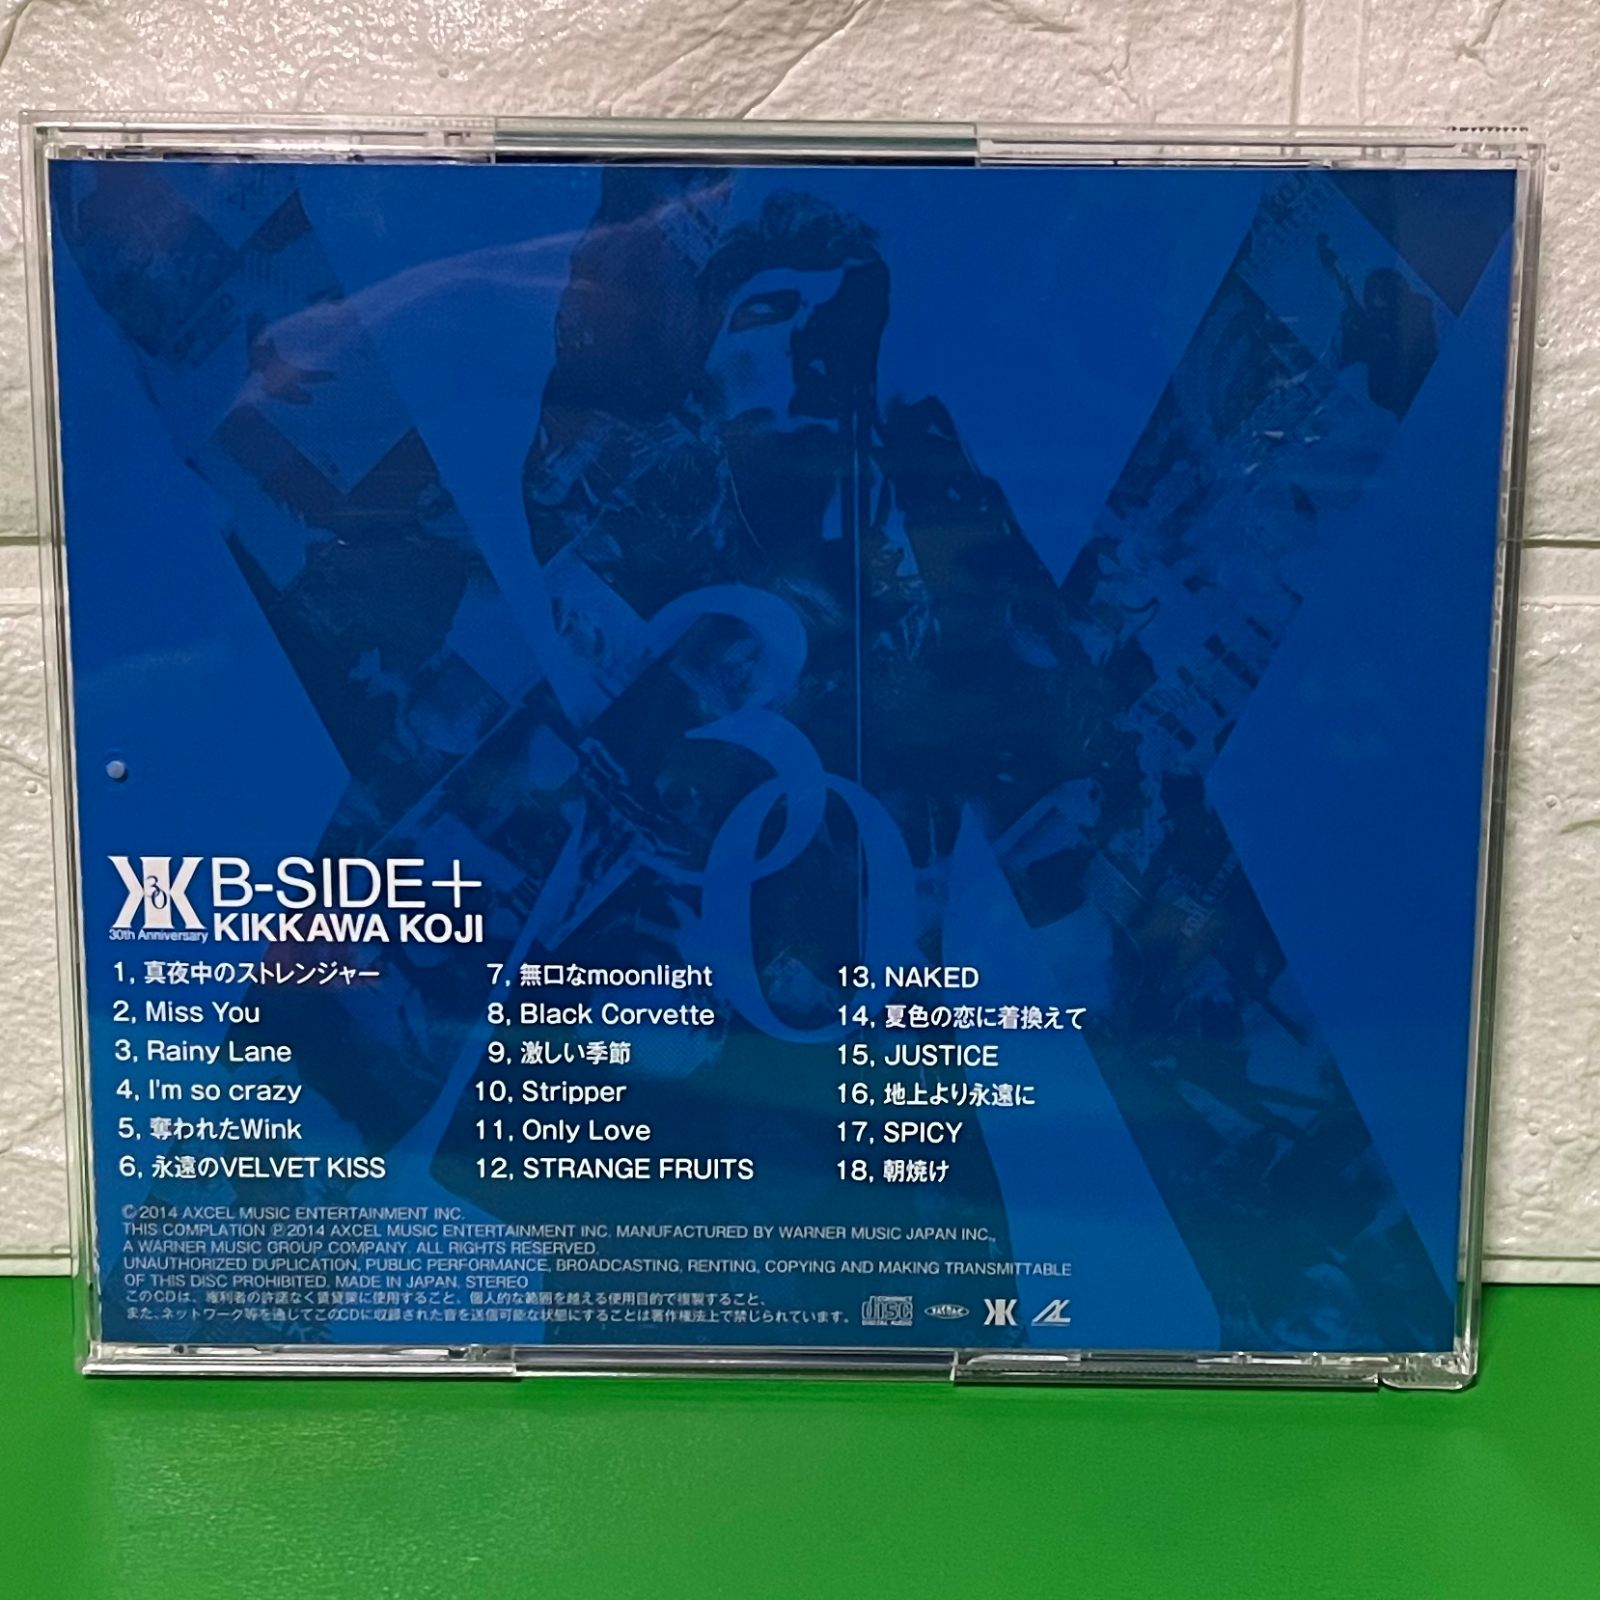 B-SIDE+
30
30th Anniversary
KIKKAWA KOJI
1, 真夜中のストレンジャー
2, Miss You
3, Rainy Lane
4, I'm so crazy
5, 奪われたWink
6, 永遠のVELVET KISS
7, 無口なmoonlight
8, Black Corvette
9, 激しい季節
10, Stripper
11, Only Love
12, STRANGE FRUITS
13, NAKED
14, 夏色の恋に着換えて
15, JUSTICE
16, 地上より永遠に
17, SPICY
18, 朝焼け
©2014 AXCEL MUSIC ENTERTAINMENT INC.
THIS COMPLATION ℗2014 AXCEL MUSIC ENTERTAINMENT INC. MANUFACTURED BY WARNER MUSIC JAPAN INC.,
A WARNER MUSIC GROUP COMPANY. ALL RIGHTS RESERVED.
UNAUTHORIZED DUPLICATION, PUBLIC PERFORMANCE, BROADCASTING, RENTING, COPYING AND MAKING TRANSMITTABLE
OF THIS DISC PROHIBITED. MADE IN JAPAN. STEREO
このCDは、権利者の許諾なく賃貸業に使用すること、個人的な範囲を越える使用目的で複製すること、
また、ネットワーク等を通じてこのCDに収録された音を送信可能な状態にすることは著作権法上で禁じられています。
COMPACT
disc
DIGITAL AUDIO